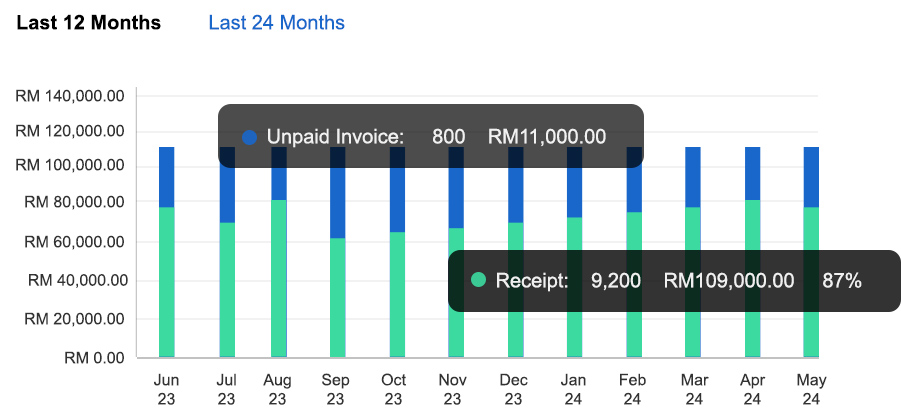 Last 12 Months Last 24 Months
RM 140,000.00
RM 120,000.00
Unpaid Invoice: 800 RM11,000.00
RM 100,000.00
RM 80,000.00
RM 60,000.00
RM 40,000.00
Receipt: 9,200 RM109,000.00 87%
RM 20,000.00
RM 0.00
Jun Jul Aug Sep Oct Nov Dec Jan Feb Mar Apr May
23 23 23 23 23 23 23 24 24 24 24 24